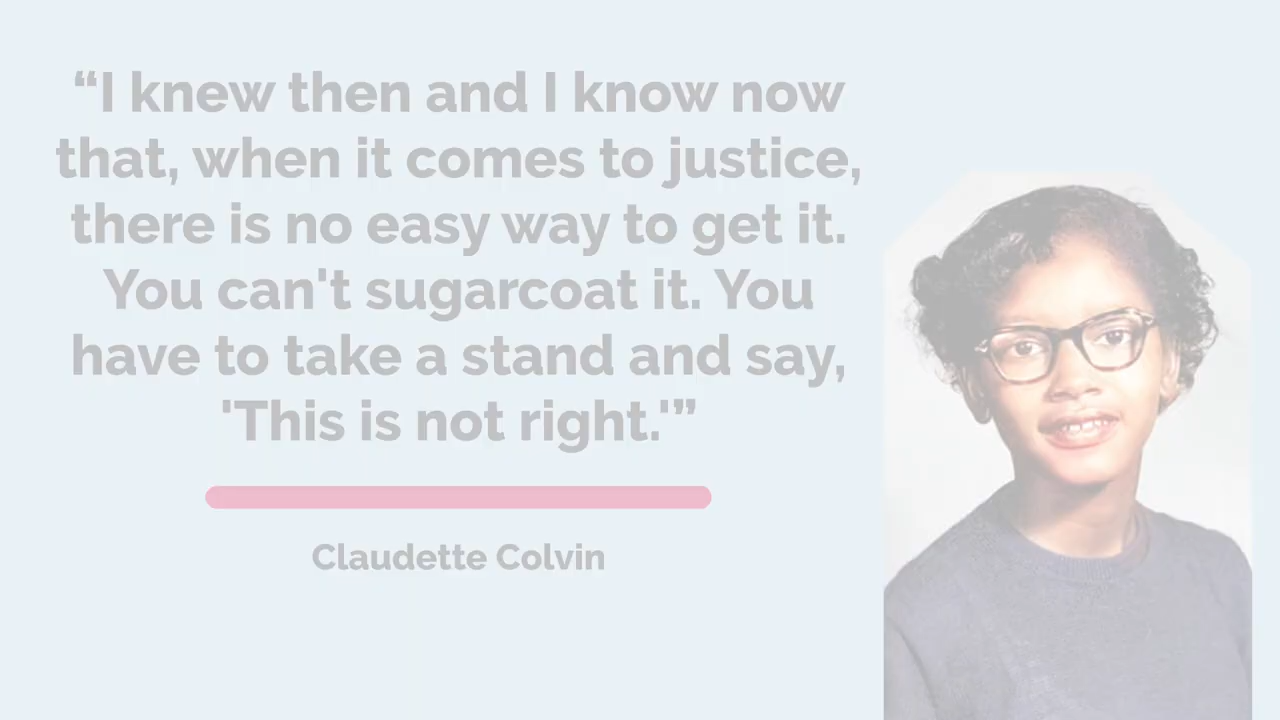 “I knew then and I know now
that, when it comes to justice,
there is no easy way to get it.
You can't sugarcoat it. You
have to take a stand and say,
'This is not right.'”
Claudette Colvin